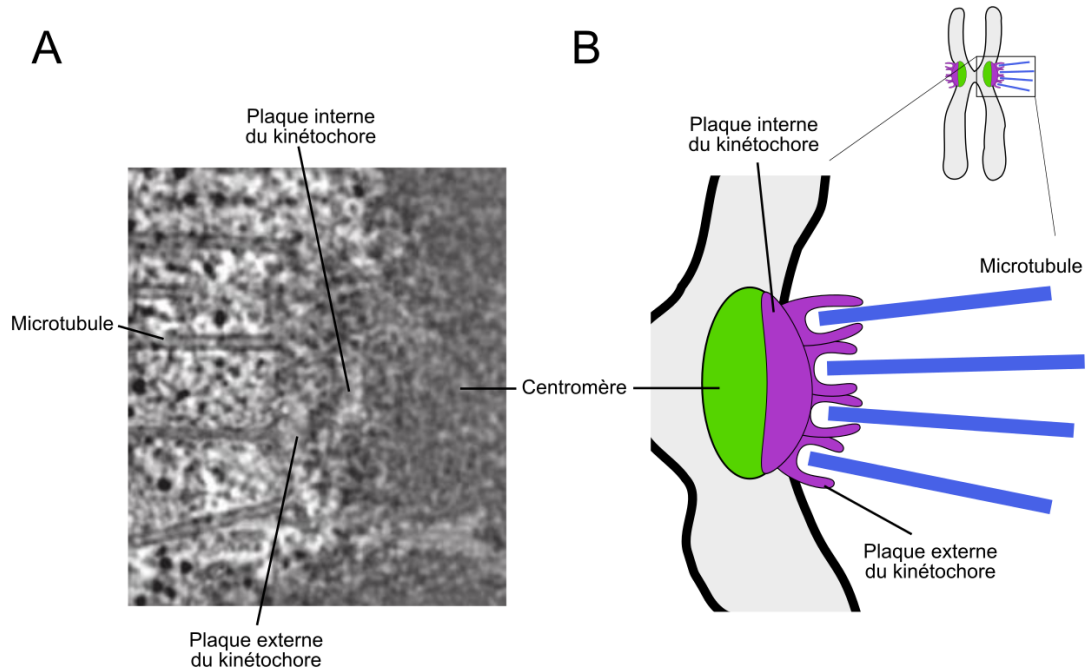 A
Plaque interne
du kinétochore
Microtubule
Centromère
Plaque externe
du kinétochore
B
Plaque interne
du kinétochore
Microtubule
Plaque externe
du kinétochore